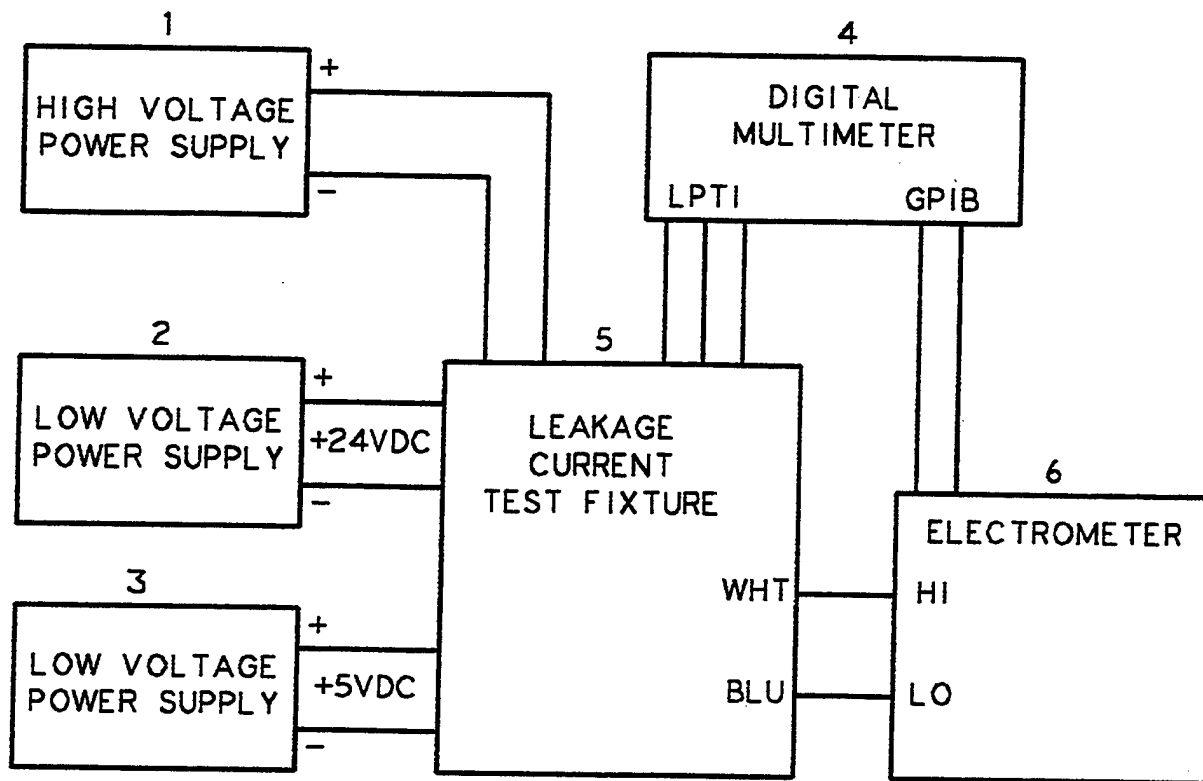 1
HIGH VOLTAGE
POWER SUPPLY
+
−
4
DIGITAL
MULTIMETER
LPTI
GPIB
2
LOW VOLTAGE
POWER SUPPLY
+
+24VDC
−
3
LOW VOLTAGE
POWER SUPPLY
+
+5VDC
−
5
LEAKAGE
CURRENT
TEST FIXTURE
WHT
BLU
6
ELECTROMETER
HI
LO